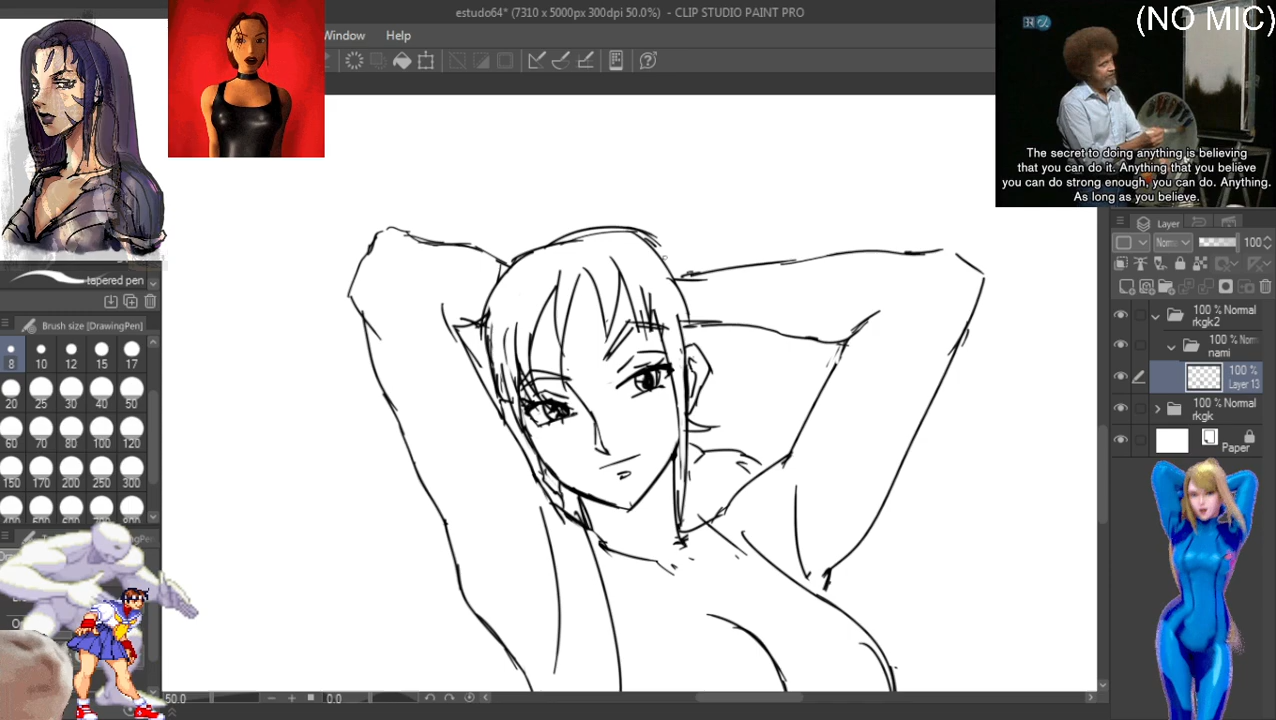 estudo64* (7310 x 5000px 300dpi 50.0%) - CLIP STUDIO PAINT PRO
(NO MIC)
Window Help
The secret to doing anything is believing
that you can do it. Anything that you believe
you can do strong enough, you can do. Anything.
As long as you believe.
Layer
Norm 100
tapered pen
Brush size [DrawingPen]
8 10 12 15 17
20 25 30 40 50
60 70 80 100 120
150 170 200 250 300
100 % Normal
rkgk2
100 % Norm
nami
100 %
Layer 13
100 % Normal
rkgk
Paper
50.0 0.0